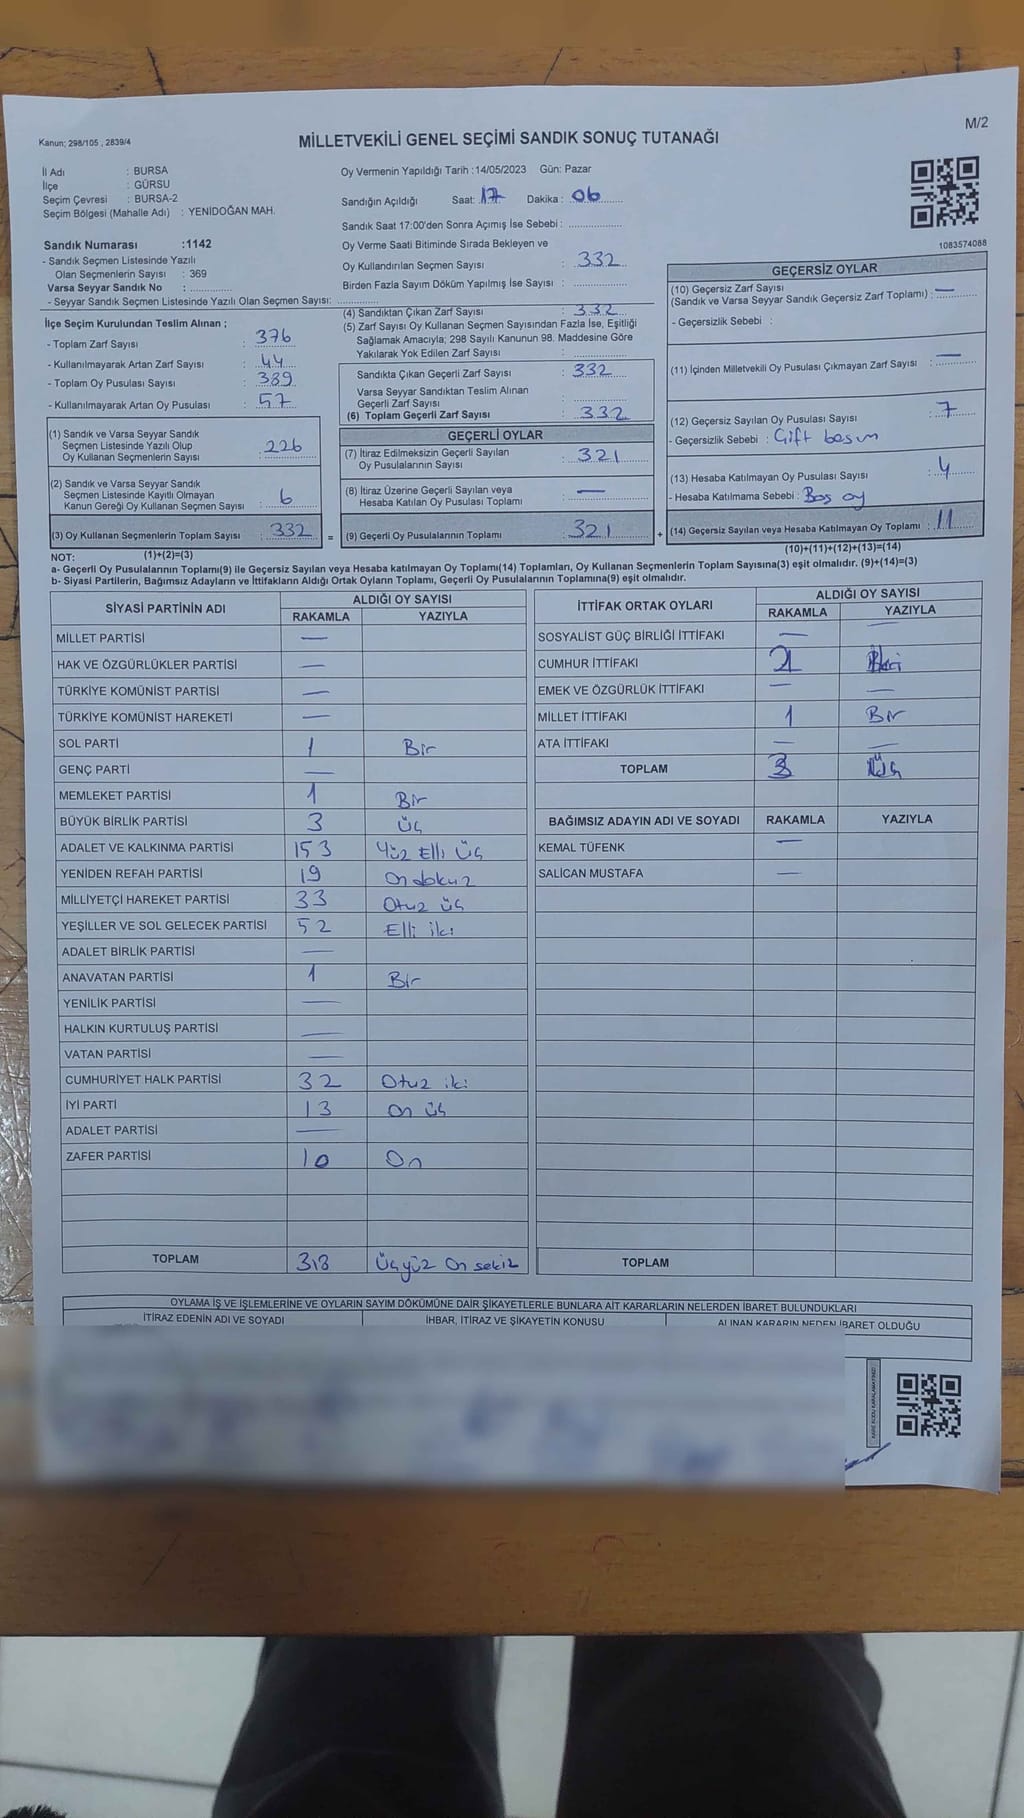 M/2
Kanun; 298/105 , 2839/4
MİLLETVEKİLİ GENEL SEÇİMİ SANDIK SONUÇ TUTANAĞI
İl Adı : BURSA
İlçe : GÜRSU
Seçim Çevresi : BURSA-2
Seçim Bölgesi (Mahalle Adı) : YENİDOĞAN MAH.
Sandık Numarası :1142
- Sandık Seçmen Listesinde Yazılı
Olan Seçmenlerin Sayısı : 369
Varsa Seyyar Sandık No : ..............
- Seyyar Sandık Seçmen Listesinde Yazılı Olan Seçmen Sayısı: ..............
Oy Vermenin Yapıldığı Tarih :14/05/2023 Gün: Pazar
Sandığın Açıldığı Saat: 17 Dakika : 06
Sandık Saat 17:00'den Sonra Açımış İse Sebebi : ..............
Oy Verme Saati Bitiminde Sırada Bekleyen ve
Oy Kullandırılan Seçmen Sayısı : 332
Birden Fazla Sayım Döküm Yapılmış İse Sayısı : ..............
1083574088
İlçe Seçim Kurulundan Teslim Alınan ;
- Toplam Zarf Sayısı : 376
- Kullanılmayarak Artan Zarf Sayısı : 44
- Toplam Oy Pusulası Sayısı : 389
- Kullanılmayarak Artan Oy Pusulası : 57
(1) Sandık ve Varsa Seyyar Sandık
Seçmen Listesinde Yazılı Olup
Oy Kullanan Seçmenlerin Sayısı : 226
(2) Sandık ve Varsa Seyyar Sandık
Seçmen Listesinde Kayıtlı Olmayan
Kanun Gereği Oy Kullanan Seçmen Sayısı : 6
(3) Oy Kullanan Seçmenlerin Toplam Sayısı : 332 =
(1)+(2)=(3)
(4) Sandıktan Çıkan Zarf Sayısı : 332
(5) Zarf Sayısı Oy Kullanan Seçmen Sayısından Fazla İse, Eşitliği
Sağlamak Amacıyla; 298 Sayılı Kanunun 98. Maddesine Göre
Yakılarak Yok Edilen Zarf Sayısı : ..............
Sandıkta Çıkan Geçerli Zarf Sayısı : 332
Varsa Seyyar Sandıktan Teslim Alınan
Geçerli Zarf Sayısı : ..............
(6) Toplam Geçerli Zarf Sayısı : 332
GEÇERLİ OYLAR
(7) İtiraz Edilmeksizin Geçerli Sayılan
Oy Pusulalarının Sayısı : 321
(8) İtiraz Üzerine Geçerli Sayılan veya
Hesaba Katılan Oy Pusulası Toplamı : —
(9) Geçerli Oy Pusulalarının Toplamı : 321 +
GEÇERSİZ OYLAR
(10) Geçersiz Zarf Sayısı
(Sandık ve Varsa Seyyar Sandık Geçersiz Zarf Toplamı) : —
- Geçersizlik Sebebi :
(11) İçinden Milletvekili Oy Pusulası Çıkmayan Zarf Sayısı : —
(12) Geçersiz Sayılan Oy Pusulası Sayısı : 7
- Geçersizlik Sebebi : Çift basım
(13) Hesaba Katılmayan Oy Pusulası Sayısı : 4
- Hesaba Katılmama Sebebi : Boş oy
(14) Geçersiz Sayılan veya Hesaba Katılmayan Oy Toplamı : 11
(10)+(11)+(12)+(13)=(14)
NOT:
a- Geçerli Oy Pusulalarının Toplamı(9) ile Geçersiz Sayılan veya Hesaba katılmayan Oy Toplamı(14) Toplamları, Oy Kullanan Seçmenlerin Toplam Sayısına(3) eşit olmalıdır. (9)+(14)=(3)
b- Siyasi Partilerin, Bağımsız Adayların ve İttifakların Aldığı Ortak Oyların Toplamı, Geçerli Oy Pusulalarının Toplamına(9) eşit olmalıdır.
SİYASİ PARTİNİN ADI ALDIĞI OY SAYISI
RAKAMLA YAZIYLA
MİLLET PARTİSİ —
HAK VE ÖZGÜRLÜKLER PARTİSİ —
TÜRKİYE KOMÜNİST PARTİSİ —
TÜRKİYE KOMÜNİST HAREKETİ —
SOL PARTİ 1 Bir
GENÇ PARTİ —
MEMLEKET PARTİSİ 1 Bir
BÜYÜK BİRLİK PARTİSİ 3 Üç
ADALET VE KALKINMA PARTİSİ 153 Yüz Elli Üç
YENİDEN REFAH PARTİSİ 19 On dokuz
MİLLİYETÇİ HAREKET PARTİSİ 33 Otuz üç
YEŞİLLER VE SOL GELECEK PARTİSİ 52 Elli iki
ADALET BİRLİK PARTİSİ —
ANAVATAN PARTİSİ 1 Bir
YENİLİK PARTİSİ —
HALKIN KURTULUŞ PARTİSİ —
VATAN PARTİSİ —
CUMHURİYET HALK PARTİSİ 32 Otuz iki
İYİ PARTİ 13 On üç
ADALET PARTİSİ —
ZAFER PARTİSİ 10 On
TOPLAM 318 Üçyüz On sekiz
İTTİFAK ORTAK OYLARI ALDIĞI OY SAYISI
RAKAMLA YAZIYLA
SOSYALİST GÜÇ BİRLİĞİ İTTİFAKI — —
CUMHUR İTTİFAKI 2 İki
EMEK VE ÖZGÜRLÜK İTTİFAKI — —
MİLLET İTTİFAKI 1 Bir
ATA İTTİFAKI — —
TOPLAM 3 Üç
BAĞIMSIZ ADAYIN ADI VE SOYADI RAKAMLA YAZIYLA
KEMAL TÜFENK —
SALİCAN MUSTAFA —
TOPLAM
OYLAMA İŞ VE İŞLEMLERİNE VE OYLARIN SAYIM DÖKÜMÜNE DAİR ŞİKAYETLERLE BUNLARA AİT KARARLARIN NELERDEN İBARET BULUNDUKLARI
İTİRAZ EDENİN ADI VE SOYADI İHBAR, İTİRAZ VE ŞİKAYETİN KONUSU ALINAN KARARIN NEDEN İBARET OLDUĞU